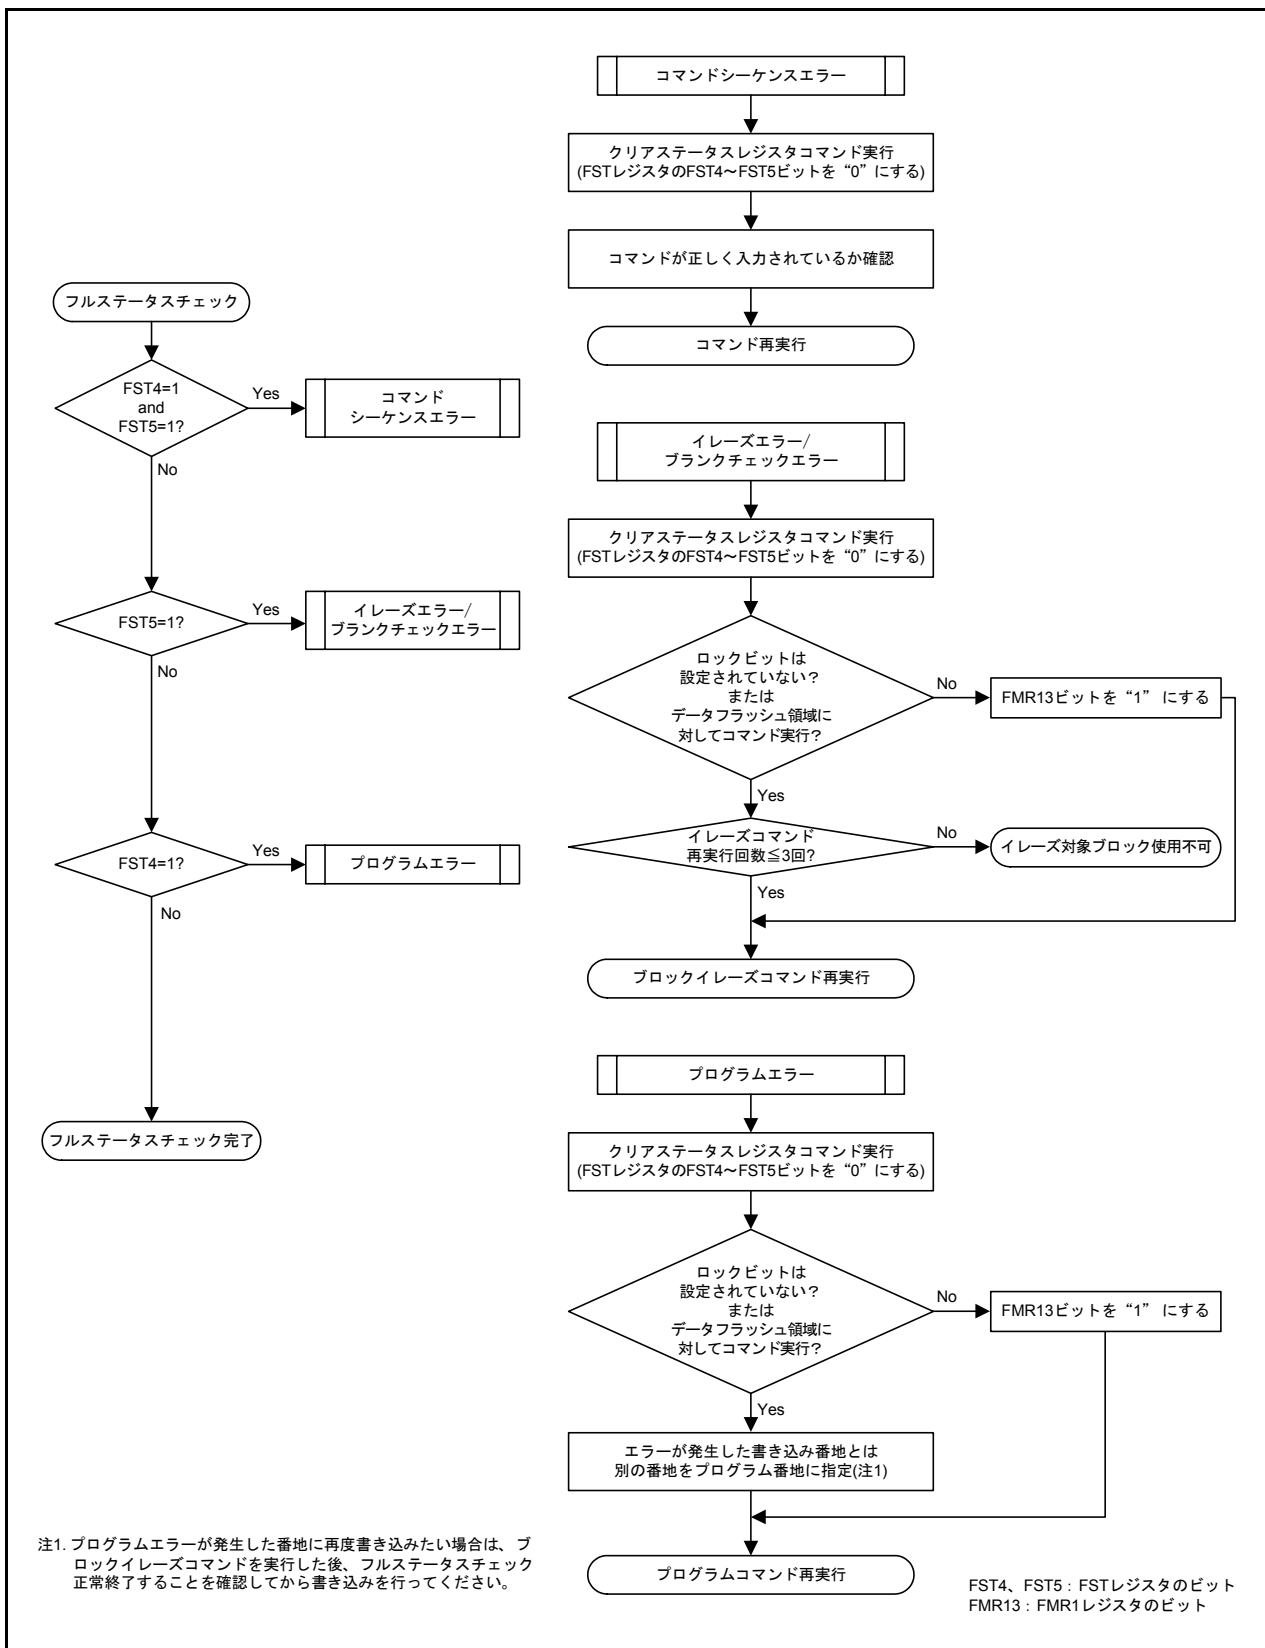 フルステータスチェック
FST4=1
and
FST5=1?
Yes
コマンド
シーケンスエラー
No
FST5=1?
Yes
イレーズエラー/
ブランクチェックエラー
No
FST4=1?
Yes
プログラムエラー
No
フルステータスチェック完了
コマンドシーケンスエラー
クリアステータスレジスタコマンド実行
(FSTレジスタのFST4～FST5ビットを“0”にする)
コマンドが正しく入力されているか確認
コマンド再実行
イレーズエラー/
ブランクチェックエラー
クリアステータスレジスタコマンド実行
(FSTレジスタのFST4～FST5ビットを“0”にする)
ロックビットは
設定されていない？
または
データフラッシュ領域に
対してコマンド実行？
No
FMR13ビットを“1” にする
Yes
イレーズコマンド
再実行回数≦3回?
No
イレーズ対象ブロック使用不可
Yes
ブロックイレーズコマンド再実行
プログラムエラー
クリアステータスレジスタコマンド実行
(FSTレジスタのFST4～FST5ビットを“0”にする)
ロックビットは
設定されていない？
または
データフラッシュ領域に
対してコマンド実行？
No
FMR13ビットを“1” にする
Yes
エラーが発生した書き込み番地とは
別の番地をプログラム番地に指定(注1)
プログラムコマンド再実行
注1. プログラムエラーが発生した番地に再度書き込みたい場合は、ブ
ロックイレーズコマンドを実行した後、フルステータスチェック
正常終了することを確認してから書き込みを行ってください。
FST4、FST5：FSTレジスタのビット
FMR13：FMR1レジスタのビット